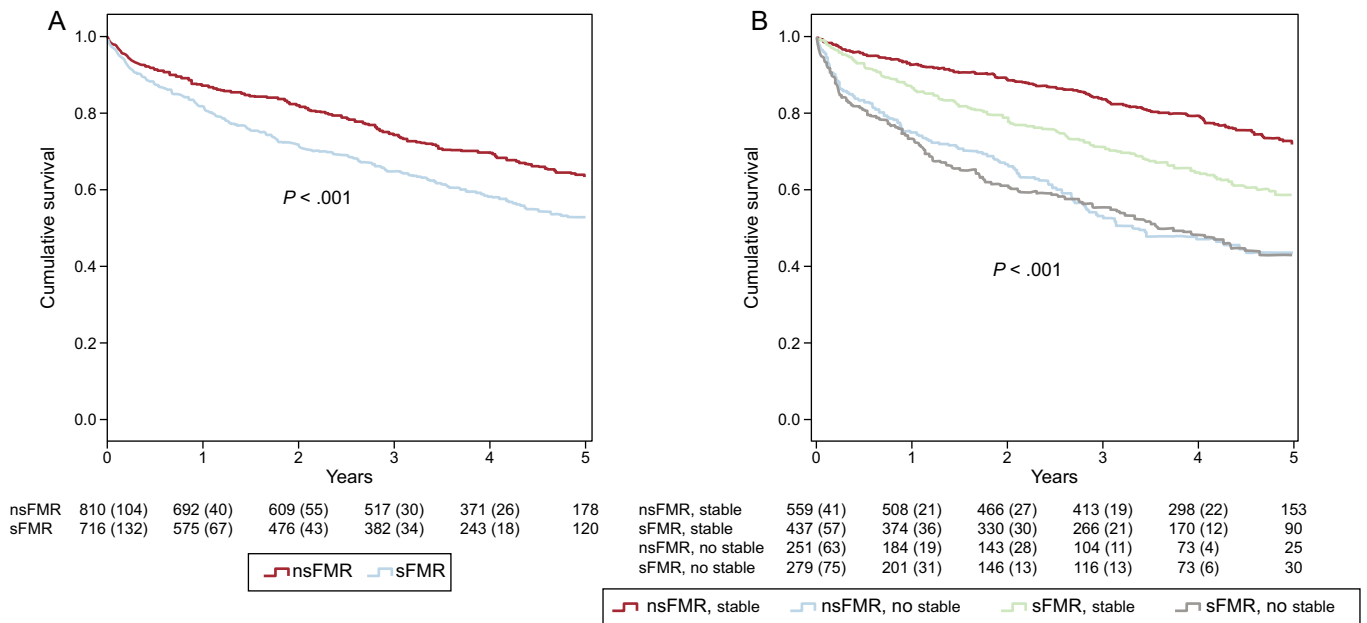 A
Cumulative survival
1.0
0.8
0.6
0.4
0.2
0.0
P < .001
0 1 2 3 4 5
Years
nsFMR 810 (104) 692 (40) 609 (55) 517 (30) 371 (26) 178
sFMR 716 (132) 575 (67) 476 (43) 382 (34) 243 (18) 120
nsFMR sFMR
B
Cumulative survival
1.0
0.8
0.6
0.4
0.2
0.0
P < .001
0 1 2 3 4 5
Years
nsFMR, stable 559 (41) 508 (21) 466 (27) 413 (19) 298 (22) 153
sFMR, stable 437 (57) 374 (36) 330 (30) 266 (21) 170 (12) 90
nsFMR, no stable 251 (63) 184 (19) 143 (28) 104 (11) 73 (4) 25
sFMR, no stable 279 (75) 201 (31) 146 (13) 116 (13) 73 (6) 30
nsFMR, stable nsFMR, no stable sFMR, stable sFMR, no stable